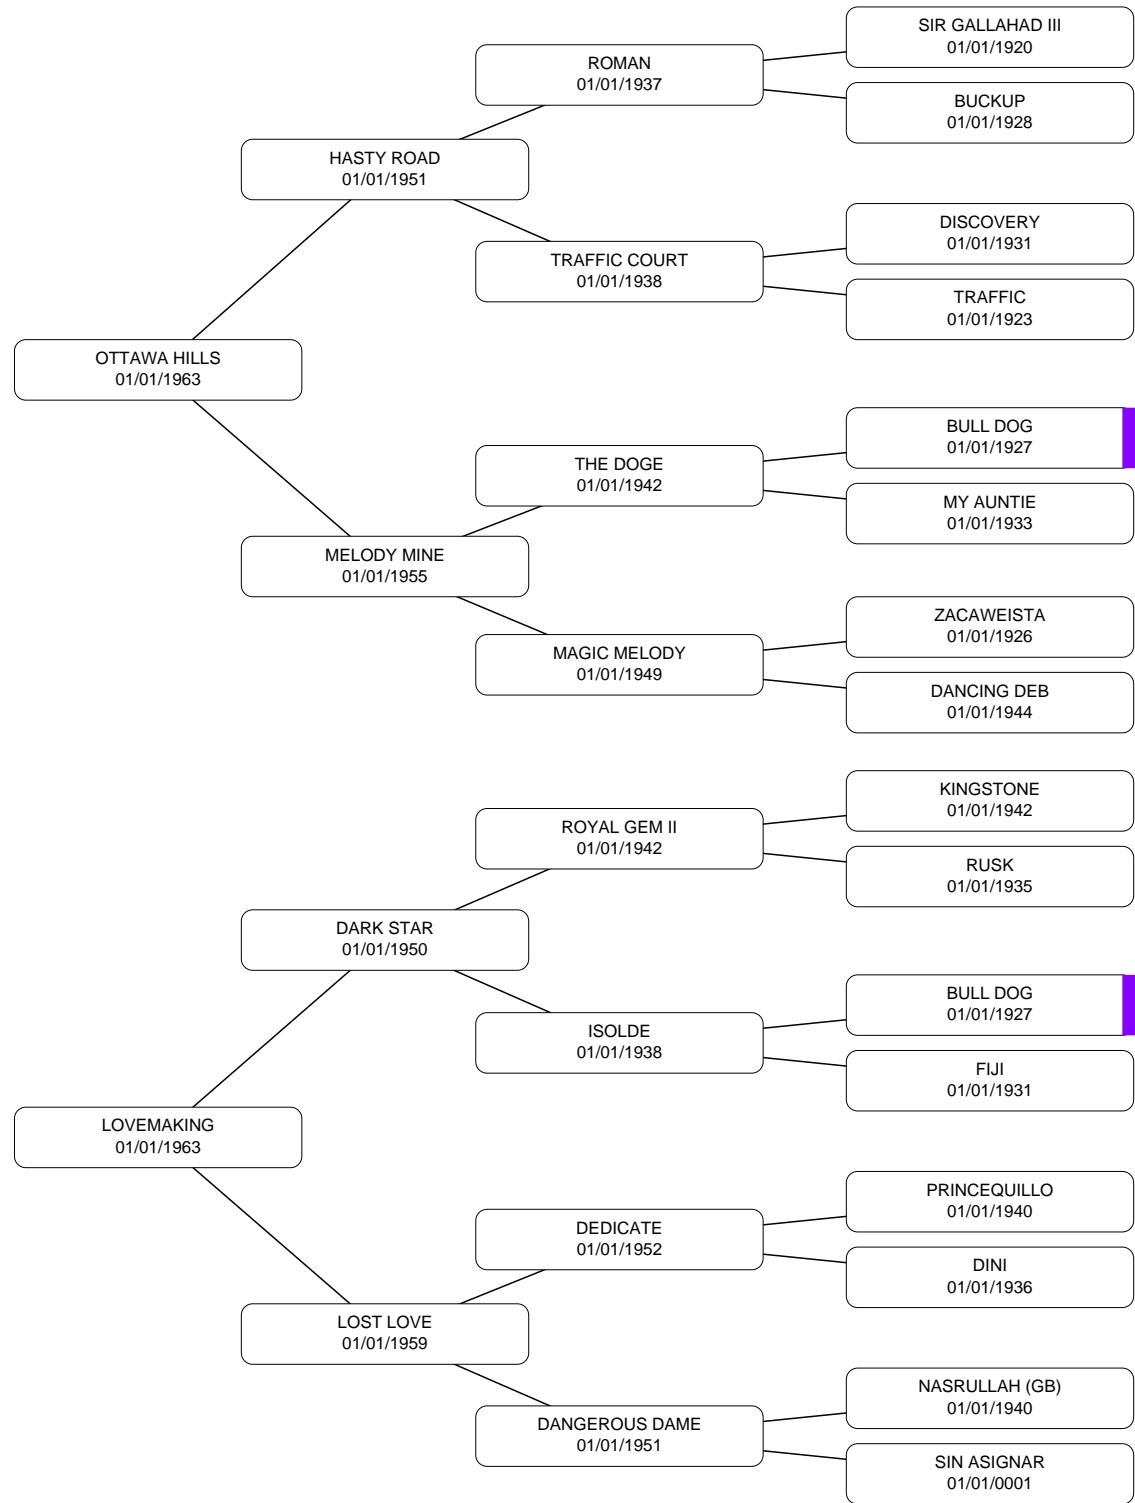 SIR GALLAHAD III
01/01/1920
ROMAN
01/01/1937
BUCKUP
01/01/1928
HASTY ROAD
01/01/1951
DISCOVERY
01/01/1931
TRAFFIC COURT
01/01/1938
TRAFFIC
01/01/1923
OTTAWA HILLS
01/01/1963
BULL DOG
01/01/1927
THE DOGE
01/01/1942
MY AUNTIE
01/01/1933
MELODY MINE
01/01/1955
ZACAWEISTA
01/01/1926
MAGIC MELODY
01/01/1949
DANCING DEB
01/01/1944
KINGSTONE
01/01/1942
ROYAL GEM II
01/01/1942
RUSK
01/01/1935
DARK STAR
01/01/1950
BULL DOG
01/01/1927
ISOLDE
01/01/1938
FIJI
01/01/1931
LOVEMAKING
01/01/1963
PRINCEQUILLO
01/01/1940
DEDICATE
01/01/1952
DINI
01/01/1936
LOST LOVE
01/01/1959
NASRULLAH (GB)
01/01/1940
DANGEROUS DAME
01/01/1951
SIN ASIGNAR
01/01/0001